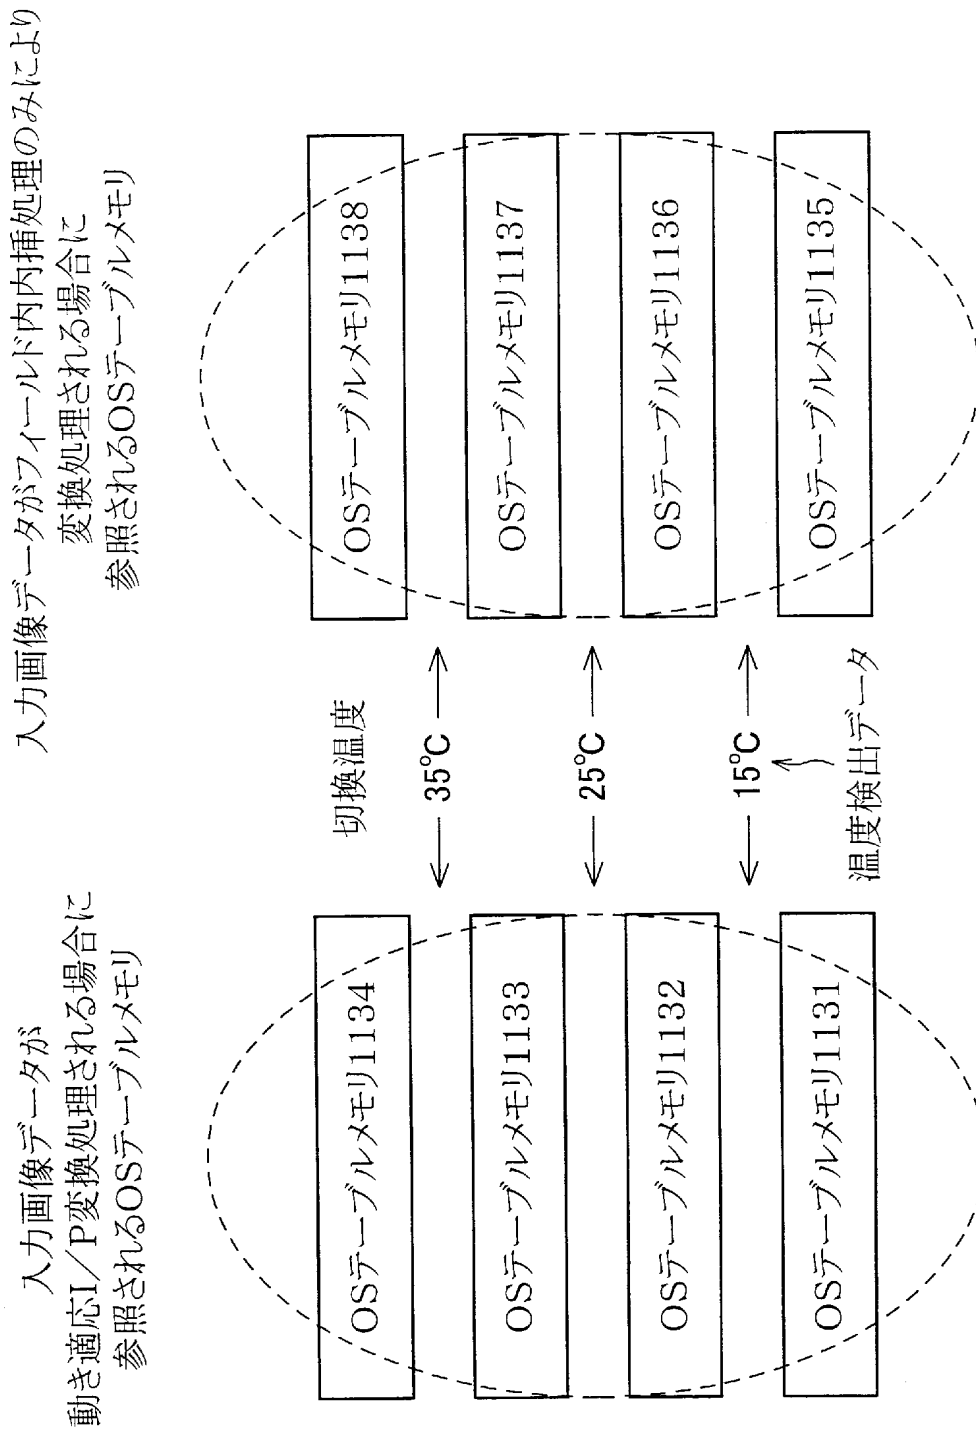 入力画像データが
動き適応I／P変換処理される場合に
参照されるOSテーブルメモリ
OSテーブルメモリ1134
OSテーブルメモリ1133
OSテーブルメモリ1132
OSテーブルメモリ1131
切換温度
35°C
25°C
15°C
温度検出データ
入力画像データがフィールド内内挿処理のみにより
変換処理される場合に
参照されるOSテーブルメモリ
OSテーブルメモリ1138
OSテーブルメモリ1137
OSテーブルメモリ1136
OSテーブルメモリ1135